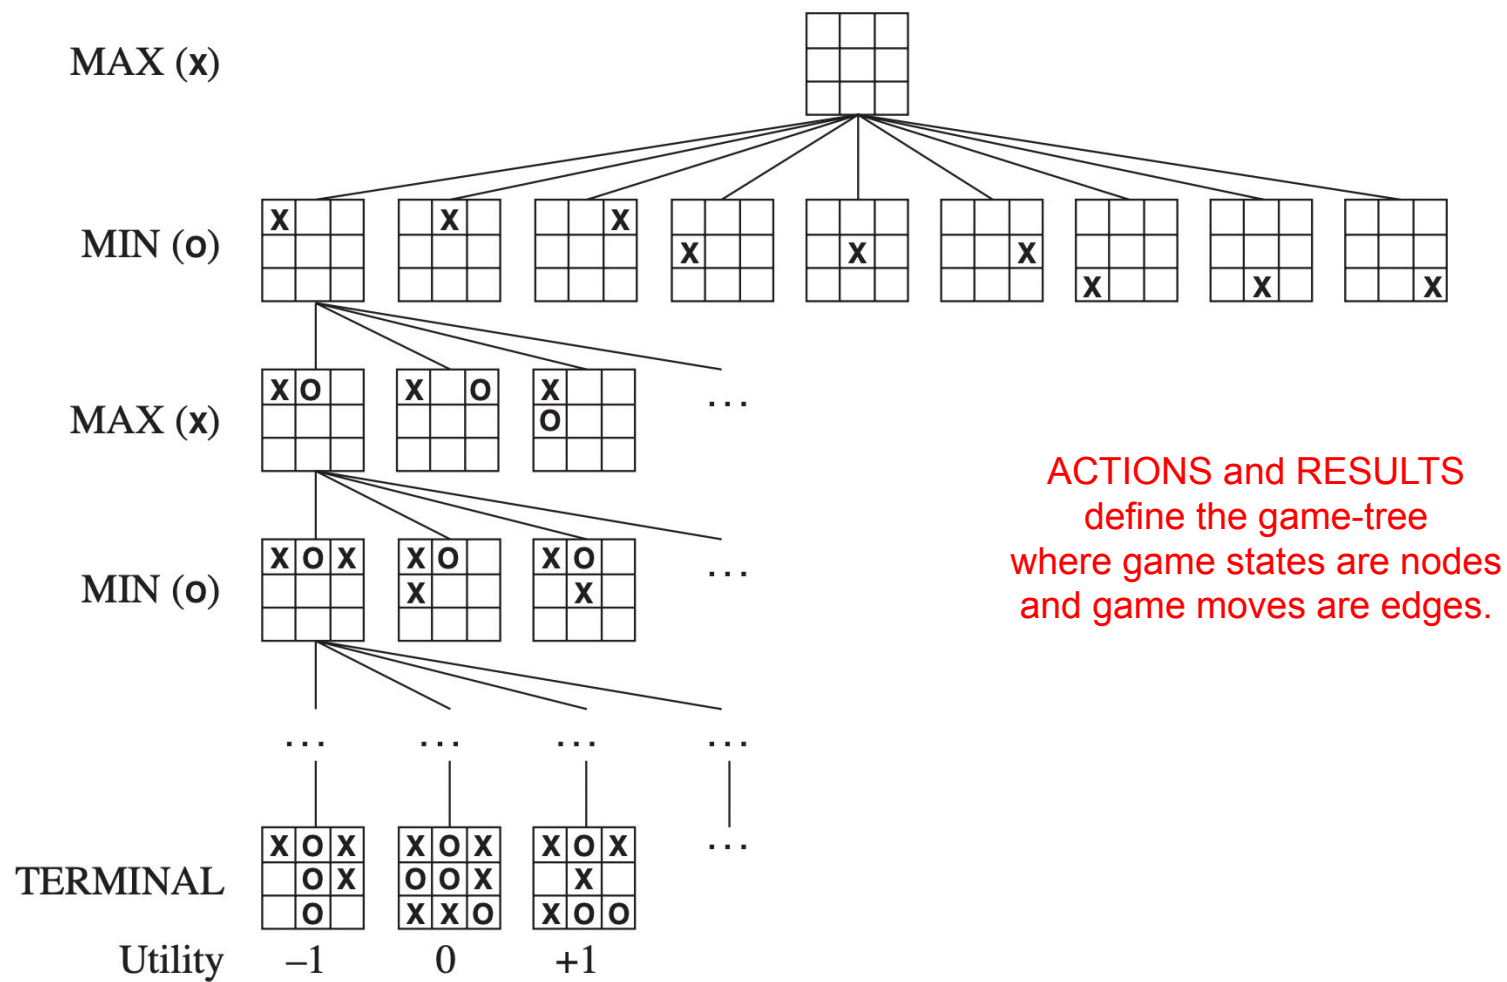 MAX (X)
MIN (O)
X X X X X X X X X
MAX (X)
X O X O X
O
...
MIN (O)
X O X X O X O
X X
...
... ... ... ...
TERMINAL
X O X X O X X O X
O X O O X X
O X X O X O O
...
Utility –1 0 +1
ACTIONS and RESULTS
define the game-tree
where game states are nodes
and game moves are edges.